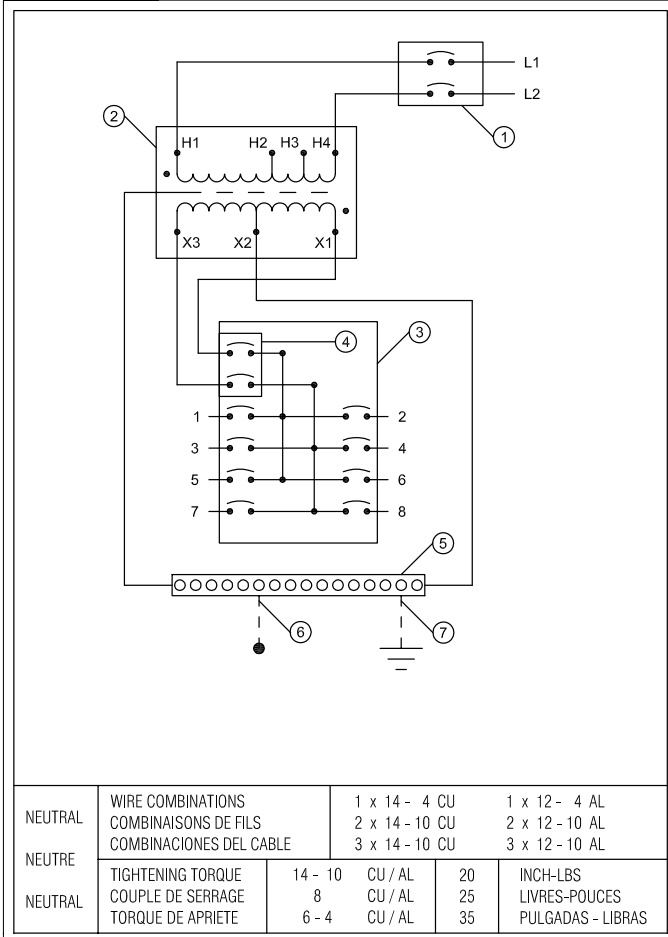 L1
L2
1
2
H1 H2 H3 H4
X3 X2 X1
4
3
1 2
3 4
5 6
7 8
5
6
7
NEUTRAL
NEUTRE
NEUTRAL
WIRE COMBINATIONS
COMBINAISONS DE FILS
COMBINACIONES DEL CABLE
1 x 14 - 4 CU 1 x 12 - 4 AL
2 x 14 - 10 CU 2 x 12 - 10 AL
3 x 14 - 10 CU 3 x 12 - 10 AL
TIGHTENING TORQUE
COUPLE DE SERRAGE
TORQUE DE APRIETE
14 - 10 CU / AL 20 INCH-LBS
8 CU / AL 25 LIVRES-POUCES
6 - 4 CU / AL 35 PULGADAS - LIBRAS